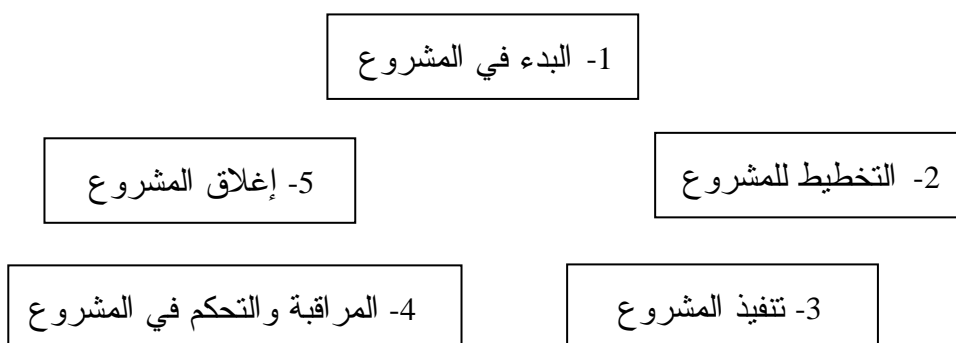 1- البدء في المشروع
2- التخطيط للمشروع
5- إغلاق المشروع
3- تنفيذ المشروع
4- المراقبة والتحكم في المشروع